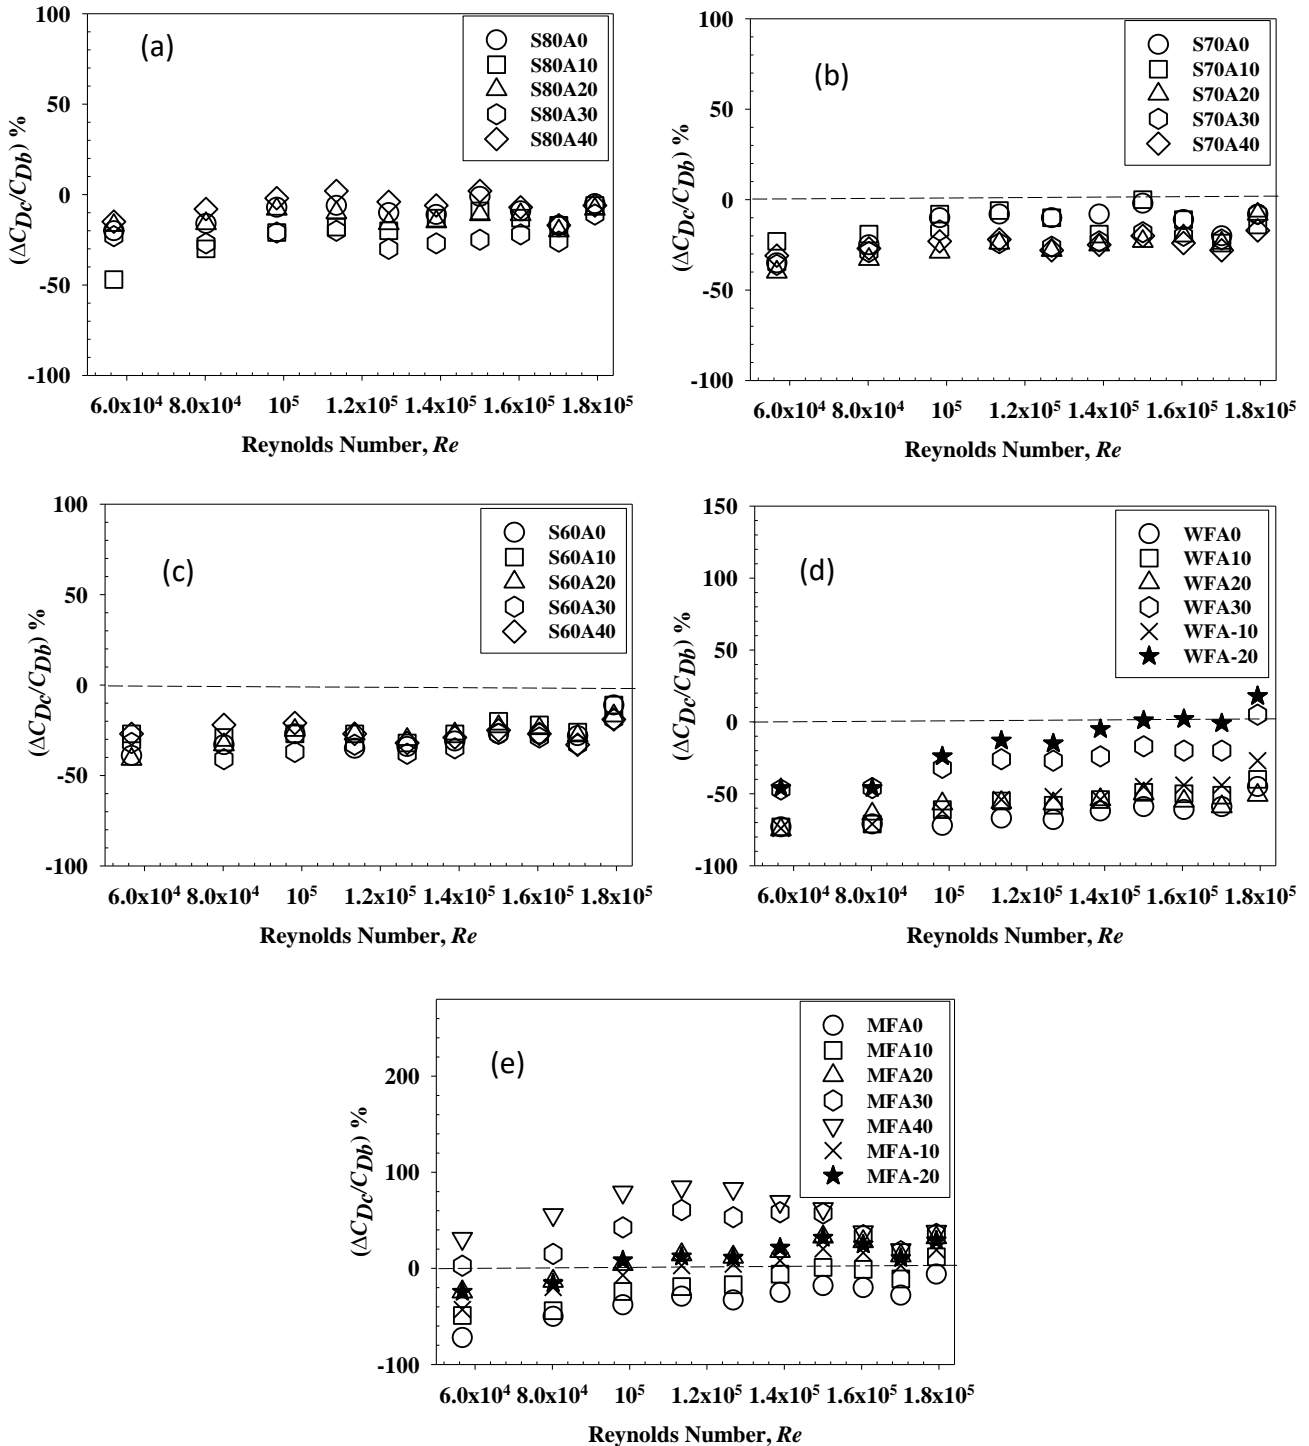 (a)
S80A0
S80A10
S80A20
S80A30
S80A40
100
50
0
-50
-100
(ΔC_Dc/C_Db) %
6.0x10⁴ 8.0x10⁴ 10⁵ 1.2x10⁵ 1.4x10⁵ 1.6x10⁵ 1.8x10⁵
Reynolds Number, Re
(b)
S70A0
S70A10
S70A20
S70A30
S70A40
100
50
0
-50
-100
(ΔC_Dc/C_Db) %
6.0x10⁴ 8.0x10⁴ 10⁵ 1.2x10⁵ 1.4x10⁵ 1.6x10⁵ 1.8x10⁵
Reynolds Number, Re
(c)
S60A0
S60A10
S60A20
S60A30
S60A40
100
50
0
-50
-100
(ΔC_Dc/C_Db) %
6.0x10⁴ 8.0x10⁴ 10⁵ 1.2x10⁵ 1.4x10⁵ 1.6x10⁵ 1.8x10⁵
Reynolds Number, Re
(d)
WFA0
WFA10
WFA20
WFA30
WFA-10
WFA-20
150
100
50
0
-50
-100
(ΔC_Dc/C_Db) %
6.0x10⁴ 8.0x10⁴ 10⁵ 1.2x10⁵ 1.4x10⁵ 1.6x10⁵ 1.8x10⁵
Reynolds Number, Re
(e)
MFA0
MFA10
MFA20
MFA30
MFA40
MFA-10
MFA-20
200
100
0
-100
(ΔC_Dc/C_Db) %
6.0x10⁴ 8.0x10⁴ 10⁵ 1.2x10⁵ 1.4x10⁵ 1.6x10⁵ 1.8x10⁵
Reynolds Number, Re